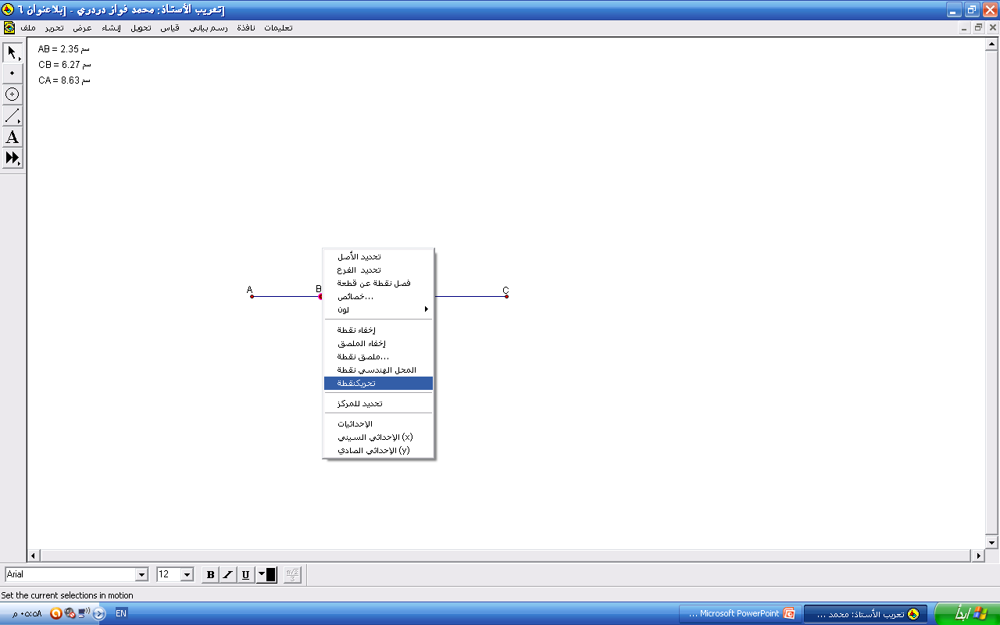 [تعريب الأستاذ: محمد فواز دردري - [بلاعنوان ٦
ملف تحرير عرض إنشاء تحويل قياس رسم بياني نافذة تعليمات
AB = 2.35 سم
CB = 6.27 سم
CA = 8.63 سم
A
B
C
تحديد الأصل
تحديد الفرع
فصل نقطة عن قطعة
خصائص...
لون
إخفاء نقطة
إخفاء الملصق
ملصق نقطة...
المحل الهندسي نقطة
تحريكنقطة
تحديد للمركز
الإحداثيات
الإحداثي السيني (x)
الإحداثي الصادي (y)
A
Arial 12 B I U
Set the current selections in motion
٠٥:٥٨ م EN Microsoft PowerPoint ... تعريب الأستاذ: محمد ... ابدأ